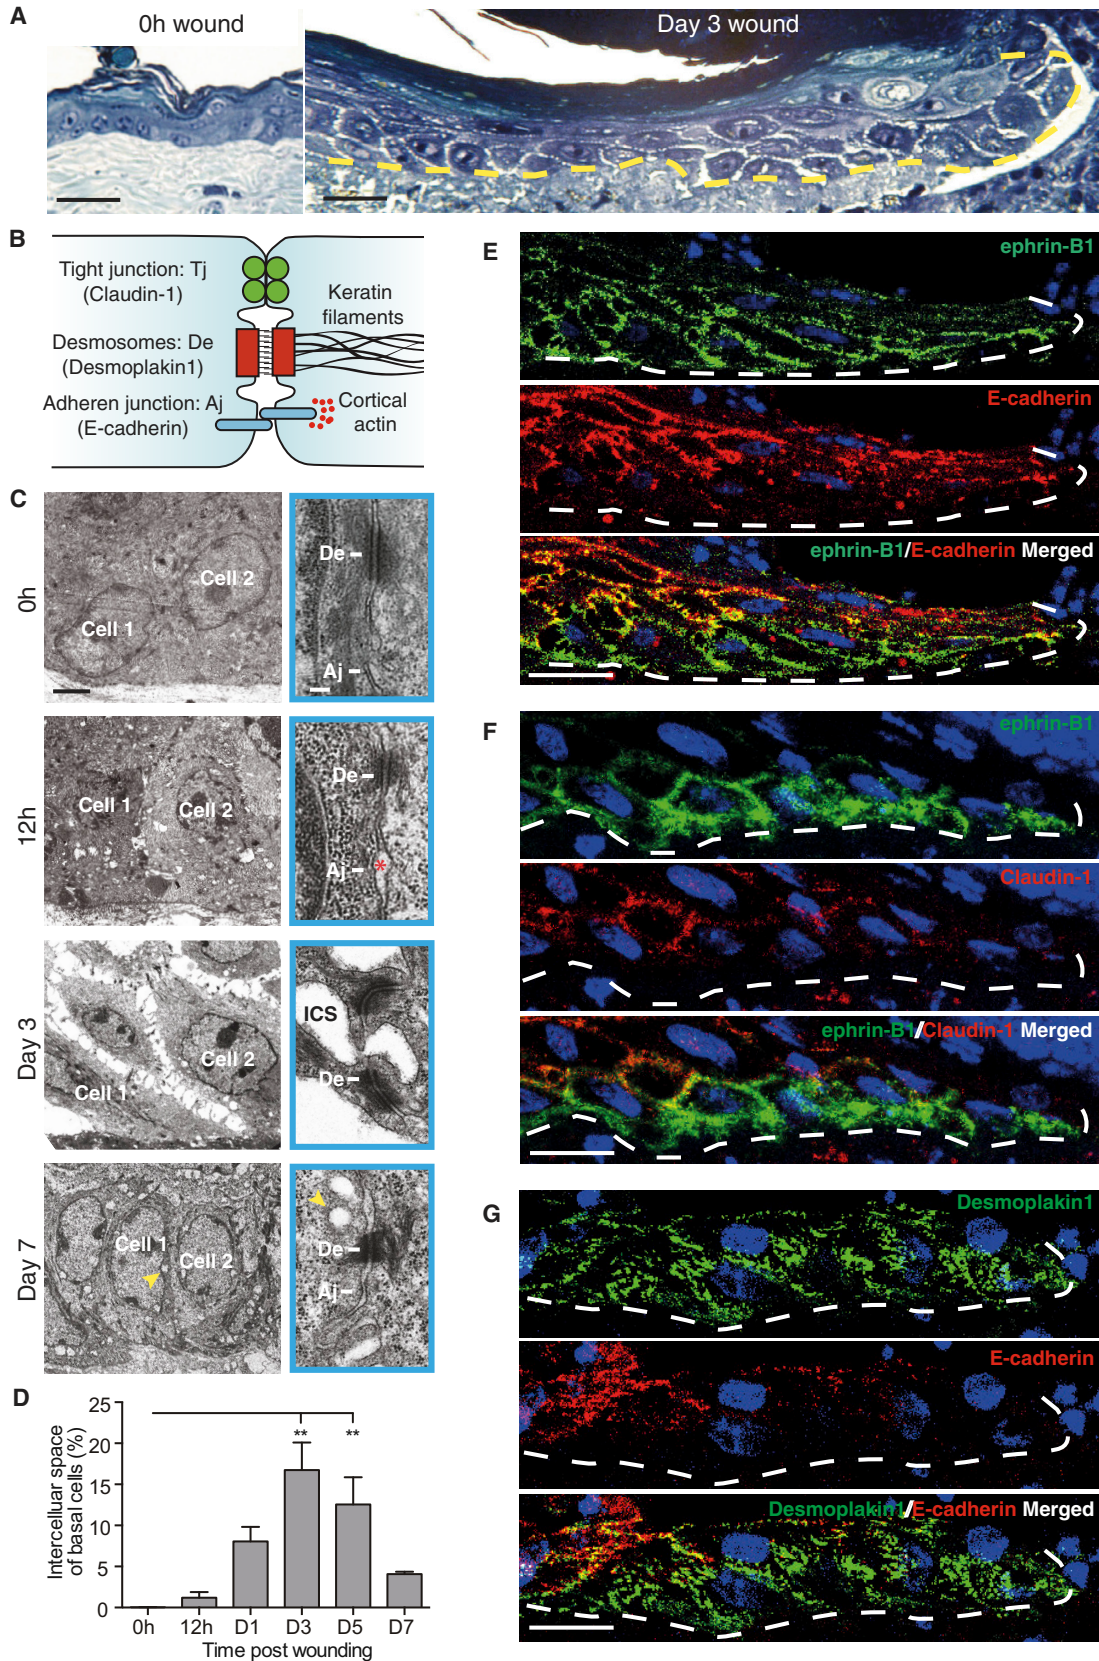 A
0h wound
Day 3 wound
B
Tight junction: Tj
(Claudin-1)
Keratin
filaments
Desmosomes: De
(Desmoplakin1)
Adheren junction: Aj
(E-cadherin)
Cortical
actin
C
0h
Cell 1
Cell 2
De
Aj
12h
Cell 1
Cell 2
De
Aj
*
Day 3
Cell 1
Cell 2
ICS
De
Day 7
Cell 1
Cell 2
De
Aj
D
Intercelluar space
of basal cells (%)
25
20
15
10
5
0
**
**
0h 12h D1 D3 D5 D7
Time post wounding
E
ephrin-B1
E-cadherin
ephrin-B1/E-cadherin Merged
F
ephrin-B1
Claudin-1
ephrin-B1/Claudin-1 Merged
G
Desmoplakin1
E-cadherin
Desmoplakin1/E-cadherin Merged